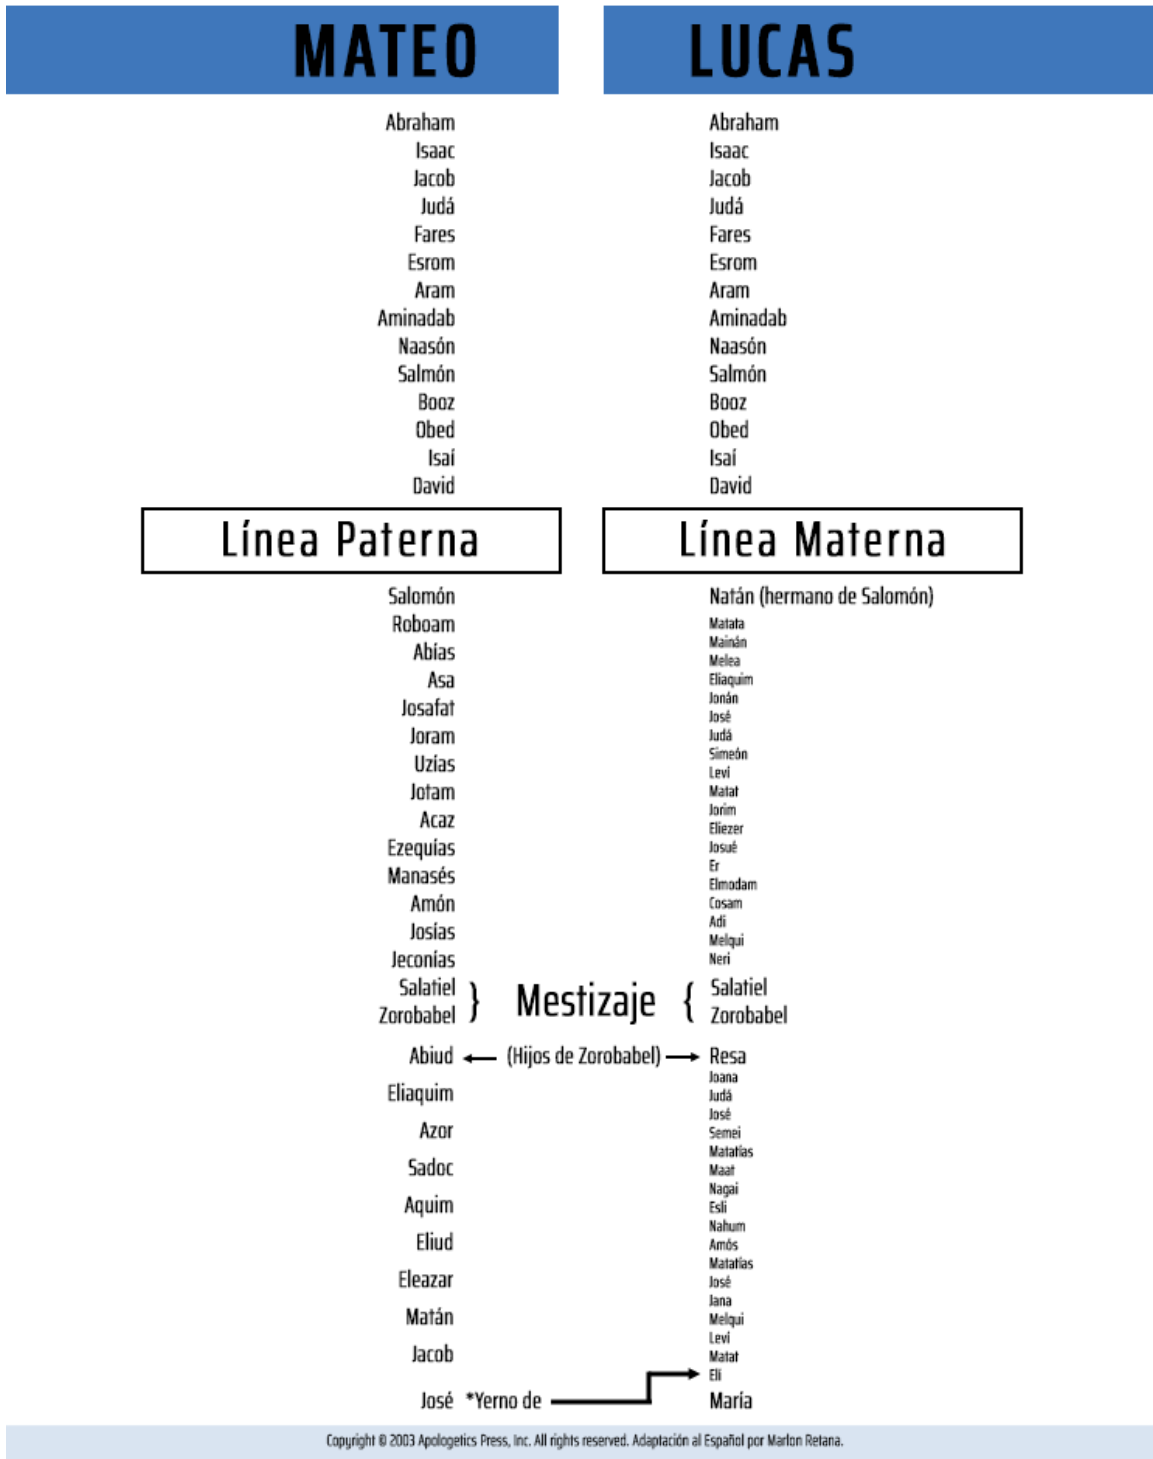 MATEO
Abraham
Isaac
Jacob
Judá
Fares
Esrom
Aram
Aminadab
Naasón
Salmón
Booz
Obed
Isaí
David
Línea Paterna
Salomón
Roboam
Abías
Asa
Josafat
Joram
Uzías
Jotam
Acaz
Ezequías
Manasés
Amón
Josías
Jeconías
Salatiel
Zorobabel
Abiud
Eliaquim
Azor
Sadoc
Aquim
Eliud
Eleazar
Matán
Jacob
José *Yerno de
} Mestizaje {
(Hijos de Zorobabel)
LUCAS
Abraham
Isaac
Jacob
Judá
Fares
Esrom
Aram
Aminadab
Naasón
Salmón
Booz
Obed
Isaí
David
Línea Materna
Natán (hermano de Salomón)
Matata
Mainán
Melea
Eliaquim
Jonán
José
Judá
Simeón
Leví
Matat
Jorim
Eliezer
Josué
Er
Elmodam
Cosam
Adi
Melqui
Neri
Salatiel
Zorobabel
Resa
Joana
Judá
José
Semei
Matatías
Maat
Nagai
Esli
Nahum
Amós
Matatías
José
Jana
Melqui
Leví
Matat
Elí
María
Copyright © 2003 Apologetics Press, Inc. All rights reserved. Adaptación al Español por Marlon Retana.